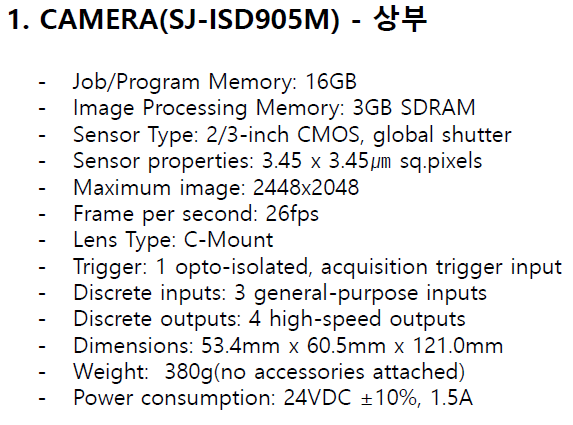 1. CAMERA(SJ-ISD905M) - 상부
- Job/Program Memory: 16GB
- Image Processing Memory: 3GB SDRAM
- Sensor Type: 2/3-inch CMOS, global shutter
- Sensor properties: 3.45 x 3.45㎛ sq.pixels
- Maximum image: 2448x2048
- Frame per second: 26fps
- Lens Type: C-Mount
- Trigger: 1 opto-isolated, acquisition trigger input
- Discrete inputs: 3 general-purpose inputs
- Discrete outputs: 4 high-speed outputs
- Dimensions: 53.4mm x 60.5mm x 121.0mm
- Weight:  380g(no accessories attached)
- Power consumption: 24VDC ±10%, 1.5A